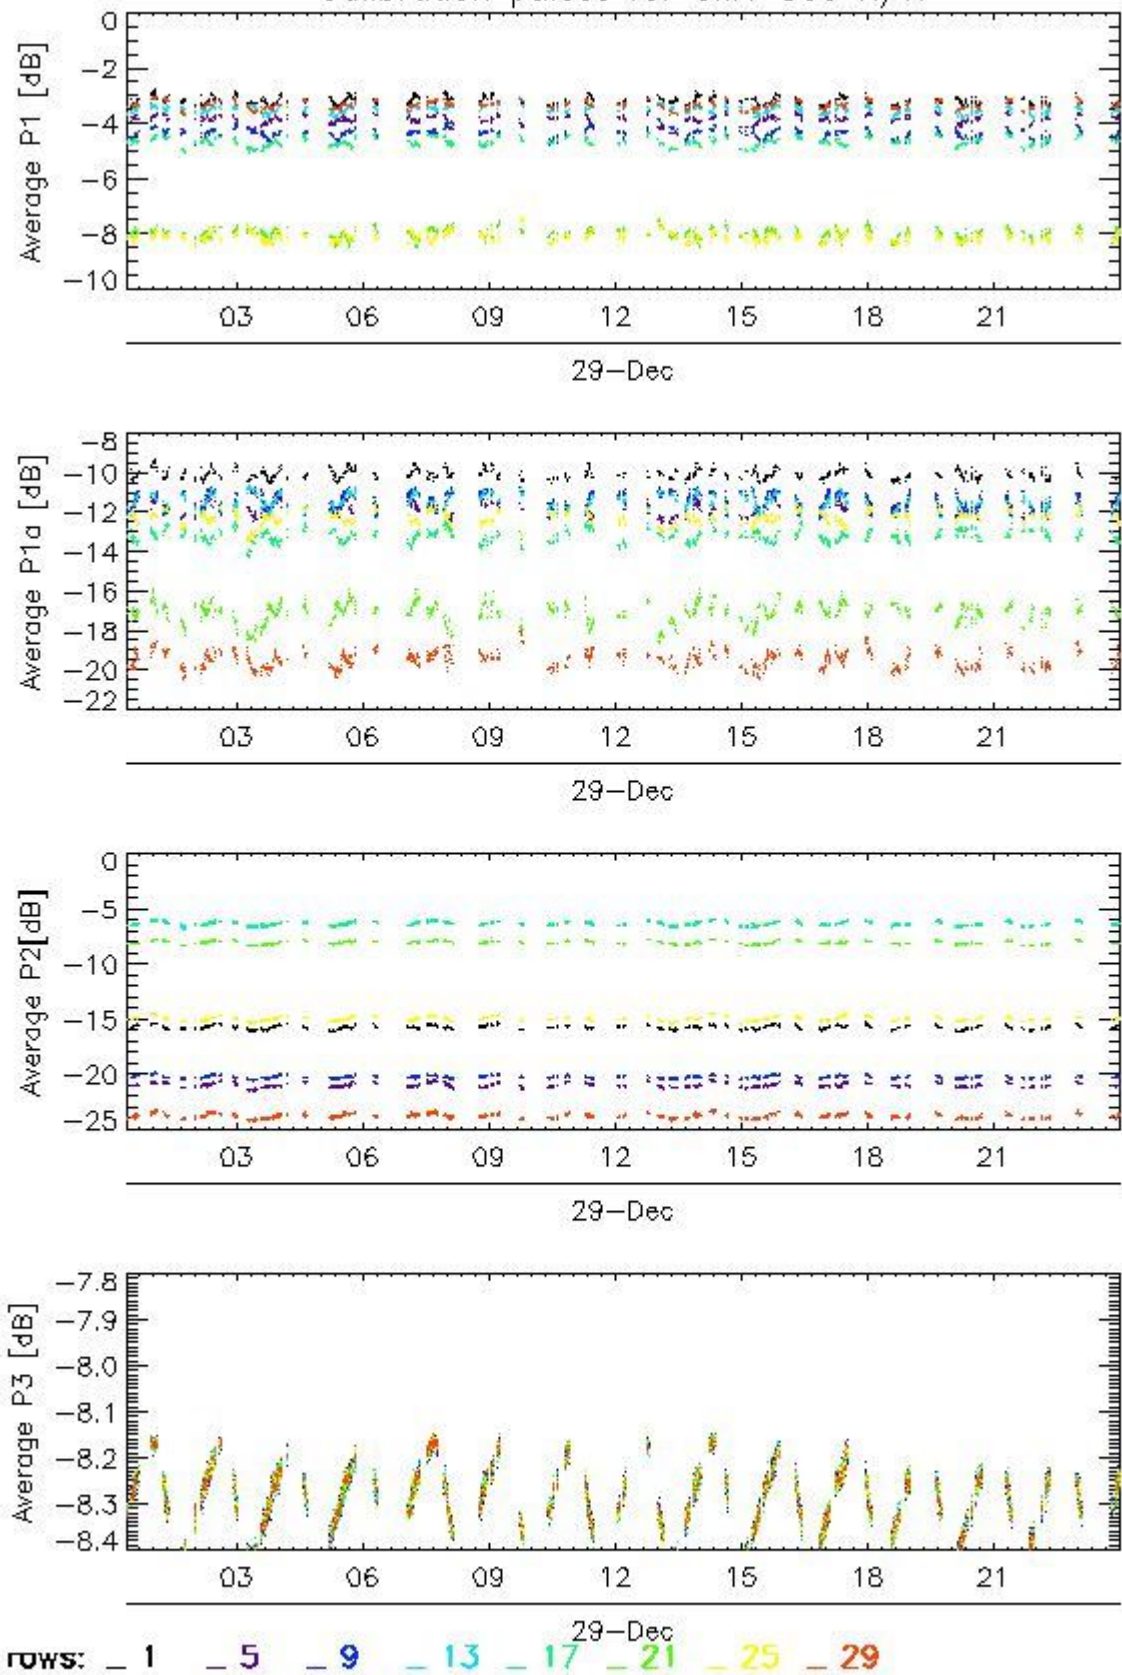 0
−2
−4
−6
−8
−10
Average P1 [dB]
03 06 09 12 15 18 21
29−Dec
−8
−10
−12
−14
−16
−18
−20
−22
Average P1a [dB]
03 06 09 12 15 18 21
29−Dec
0
−5
−10
−15
−20
−25
Average P2[dB]
03 06 09 12 15 18 21
29−Dec
−7.8
−7.9
−8.0
−8.1
−8.2
−8.3
−8.4
Average P3 [dB]
03 06 09 12 15 18 21
29−Dec
rows: _ 1 _ 5 _ 9 _ 13 _ 17 _ 21 _ 25 _ 29